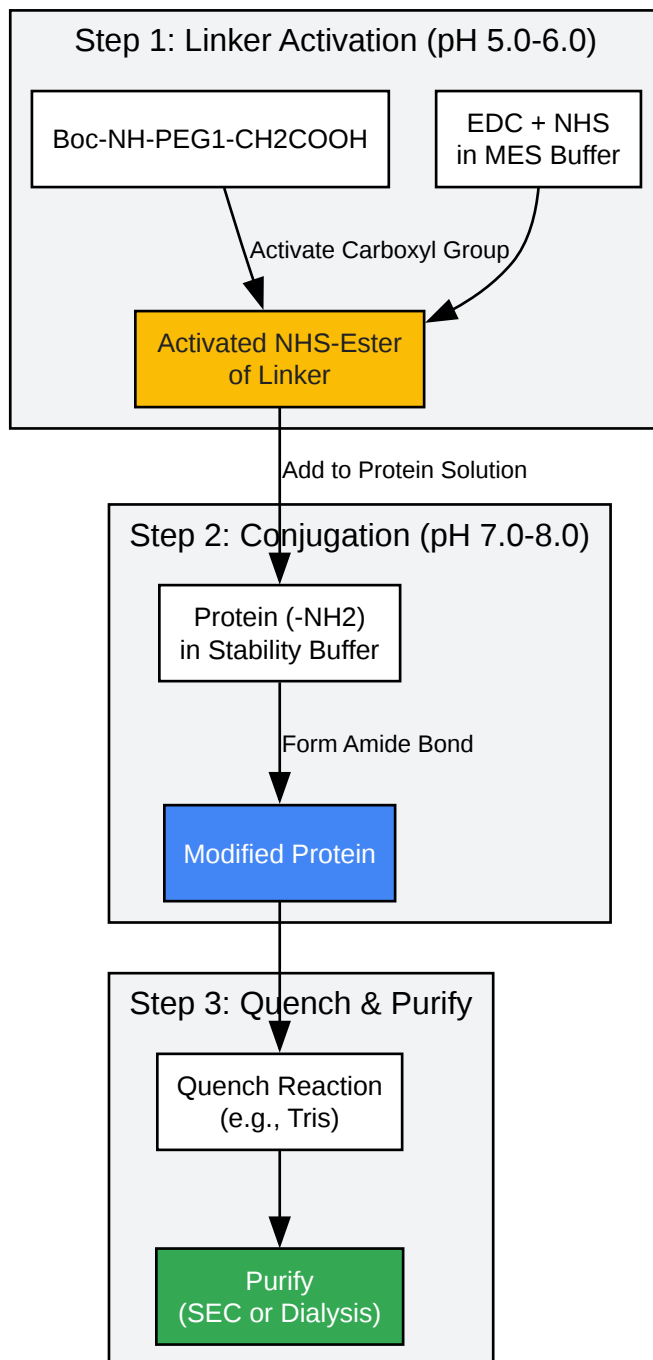 Step 1: Linker Activation (pH 5.0-6.0)
Boc-NH-PEG1-CH2COOH
EDC + NHS
in MES Buffer
Activate Carboxyl Group
Activated NHS-Ester
of Linker
Add to Protein Solution
Step 2: Conjugation (pH 7.0-8.0)
Protein (-NH2)
in Stability Buffer
Form Amide Bond
Modified Protein
Step 3: Quench & Purify
Quench Reaction
(e.g., Tris)
Purify
(SEC or Dialysis)